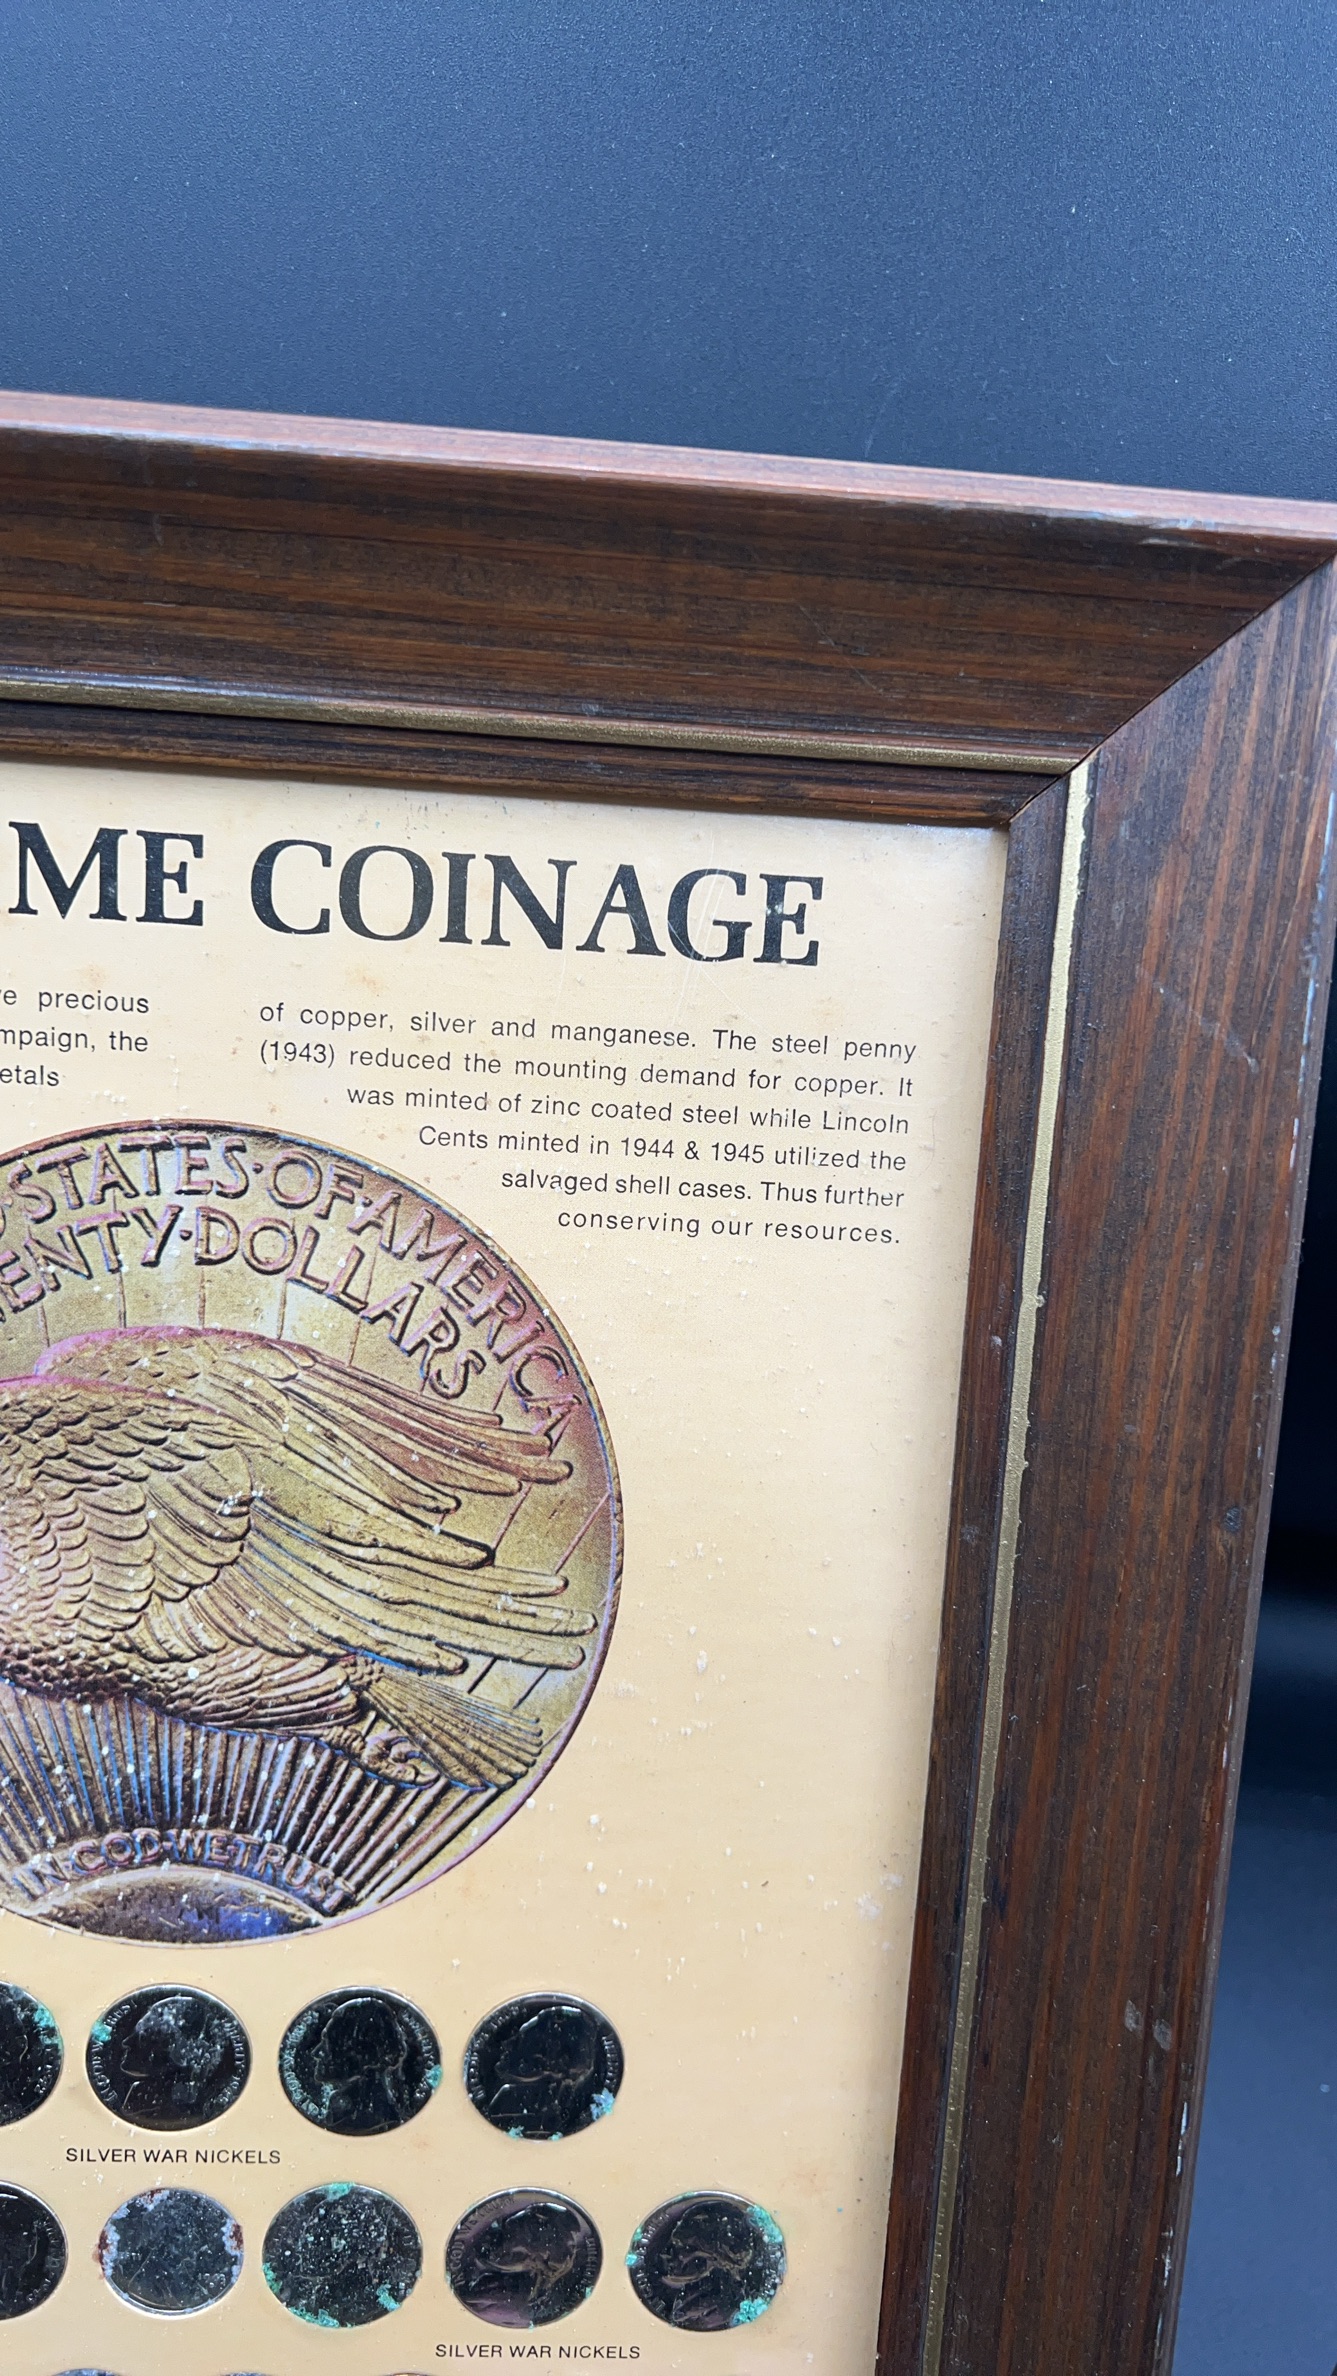 ME COINAGE
precious
mpaign, the
etals
of copper, silver and manganese. The steel penny
(1943) reduced the mounting demand for copper. It
was minted of zinc coated steel while Lincoln
Cents minted in 1944 & 1945 utilized the
salvaged shell cases. Thus further
conserving our resources.
STATES·OF·AMERICA
ENTY·DOLLARS
IN·GOD·WE·TRUST
SILVER WAR NICKELS
SILVER WAR NICKELS